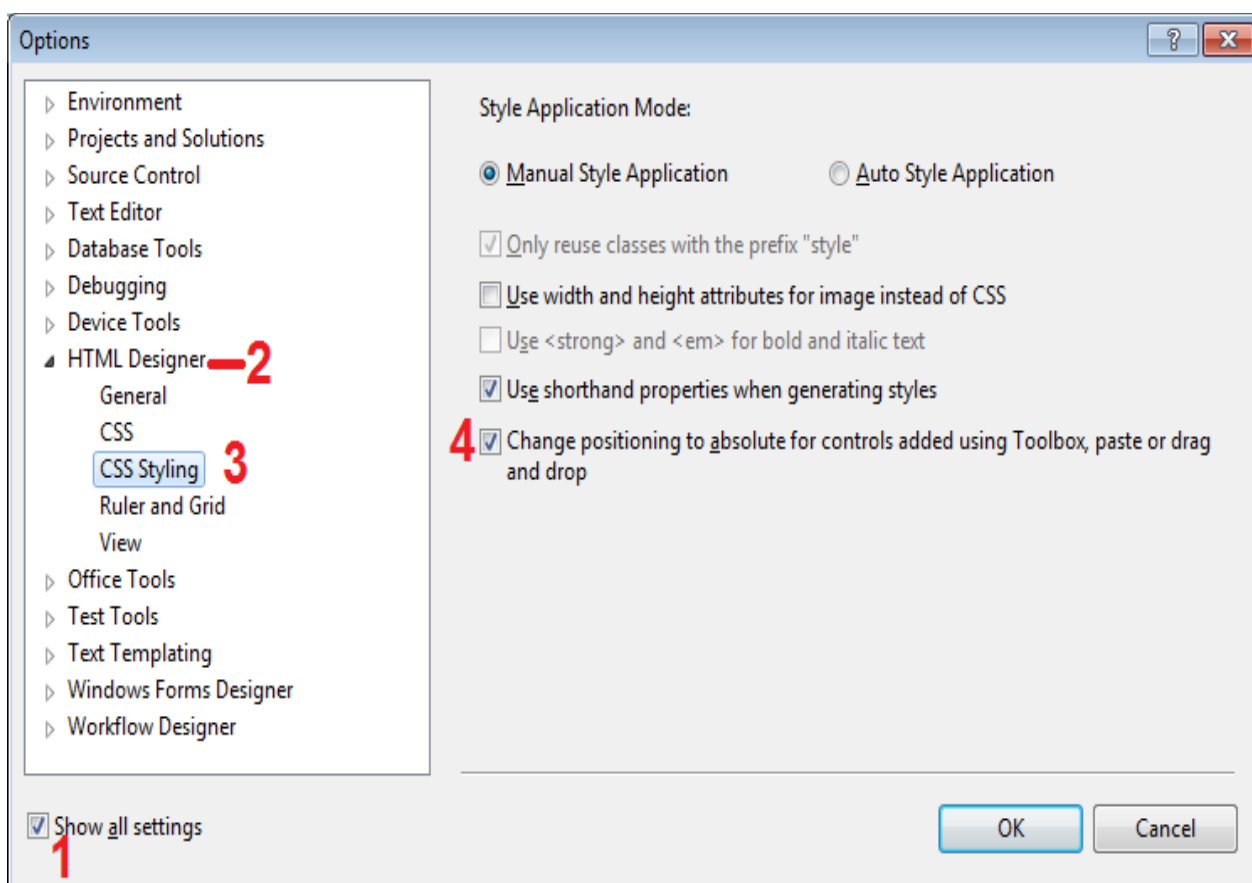 Options
Environment
Projects and Solutions
Source Control
Text Editor
Database Tools
Debugging
Device Tools
HTML Designer 2
General
CSS
CSS Styling 3
Ruler and Grid
View
Office Tools
Test Tools
Text Templating
Windows Forms Designer
Workflow Designer
Show all settings
1
Style Application Mode:
Manual Style Application
Auto Style Application
Only reuse classes with the prefix "style"
Use width and height attributes for image instead of CSS
Use <strong> and <em> for bold and italic text
Use shorthand properties when generating styles
4 Change positioning to absolute for controls added using Toolbox, paste or drag
and drop
OK
Cancel